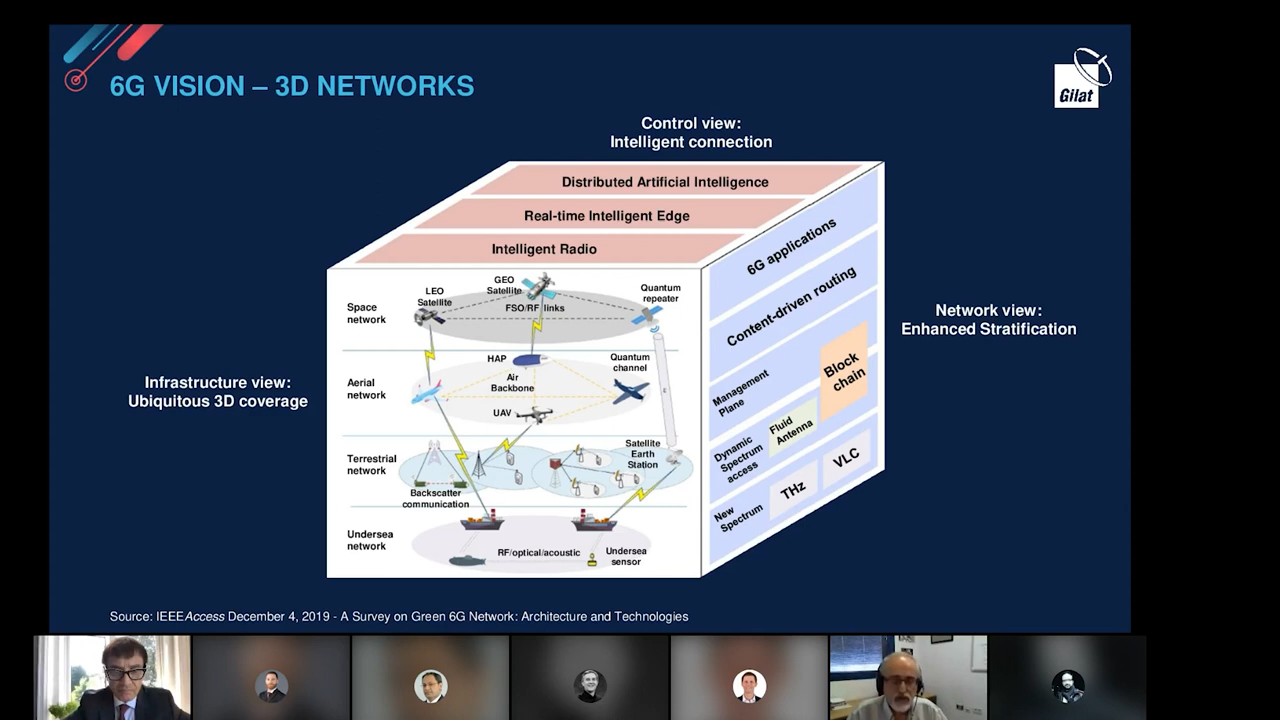 6G VISION – 3D NETWORKS
Gilat
Control view:
Intelligent connection
Distributed Artificial Intelligence
Real-time Intelligent Edge
Intelligent Radio
Infrastructure view:
Ubiquitous 3D coverage
Space
network
LEO
Satellite
GEO
Satellite
FSO/RF links
Quantum
repeater
Aerial
network
HAP
Air
Backbone
UAV
Quantum
channel
Terrestrial
network
Backscatter
communication
Satellite
Earth
Station
Undersea
network
RF/optical/acoustic
Undersea
sensor
6G applications
Content-driven routing
Management
Plane
Block
chain
Dynamic
Spectrum
access
Fluid
Antenna
New
Spectrum
THz
VLC
Network view:
Enhanced Stratification
Source: IEEEAccess December 4, 2019 - A Survey on Green 6G Network: Architecture and Technologies